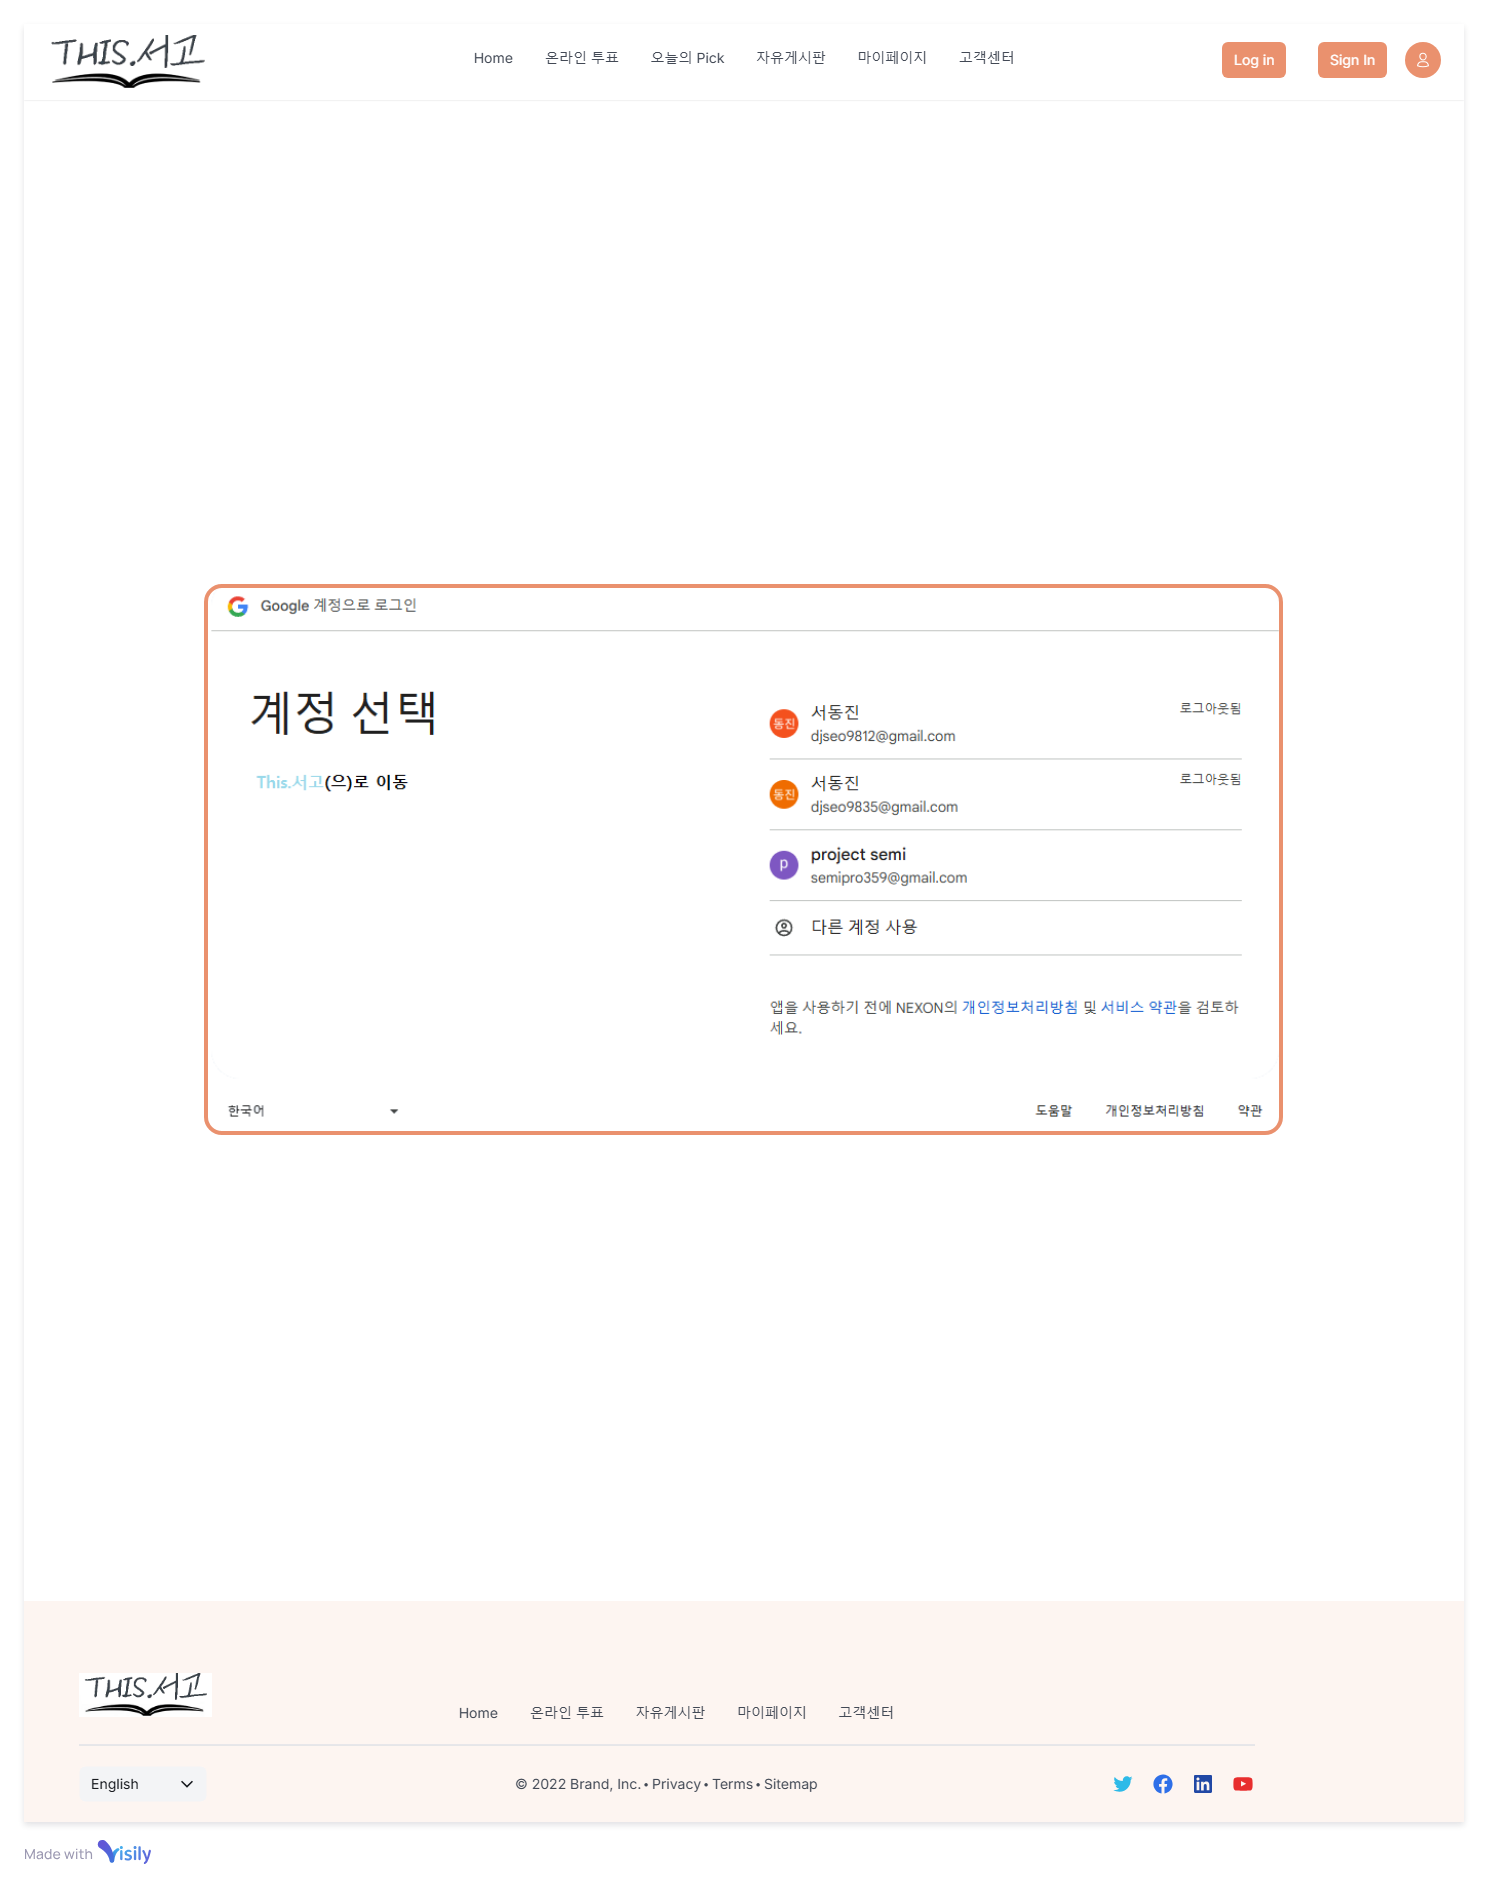 THIS.서고
Home 온라인 투표 오늘의 Pick 자유게시판 마이페이지 고객센터
Log in Sign In
Google 계정으로 로그인
계정 선택
This.서고(으)로 이동
동진 서동진 로그아웃됨
djseo9812@gmail.com
동진 서동진 로그아웃됨
djseo9835@gmail.com
p project semi
semipro359@gmail.com
다른 계정 사용
앱을 사용하기 전에 NEXON의 개인정보처리방침 및 서비스 약관을 검토하
세요.
한국어 도움말 개인정보처리방침 약관
THIS.서고
Home 온라인 투표 자유게시판 마이페이지 고객센터
English © 2022 Brand, Inc. • Privacy • Terms • Sitemap
Made with Visily